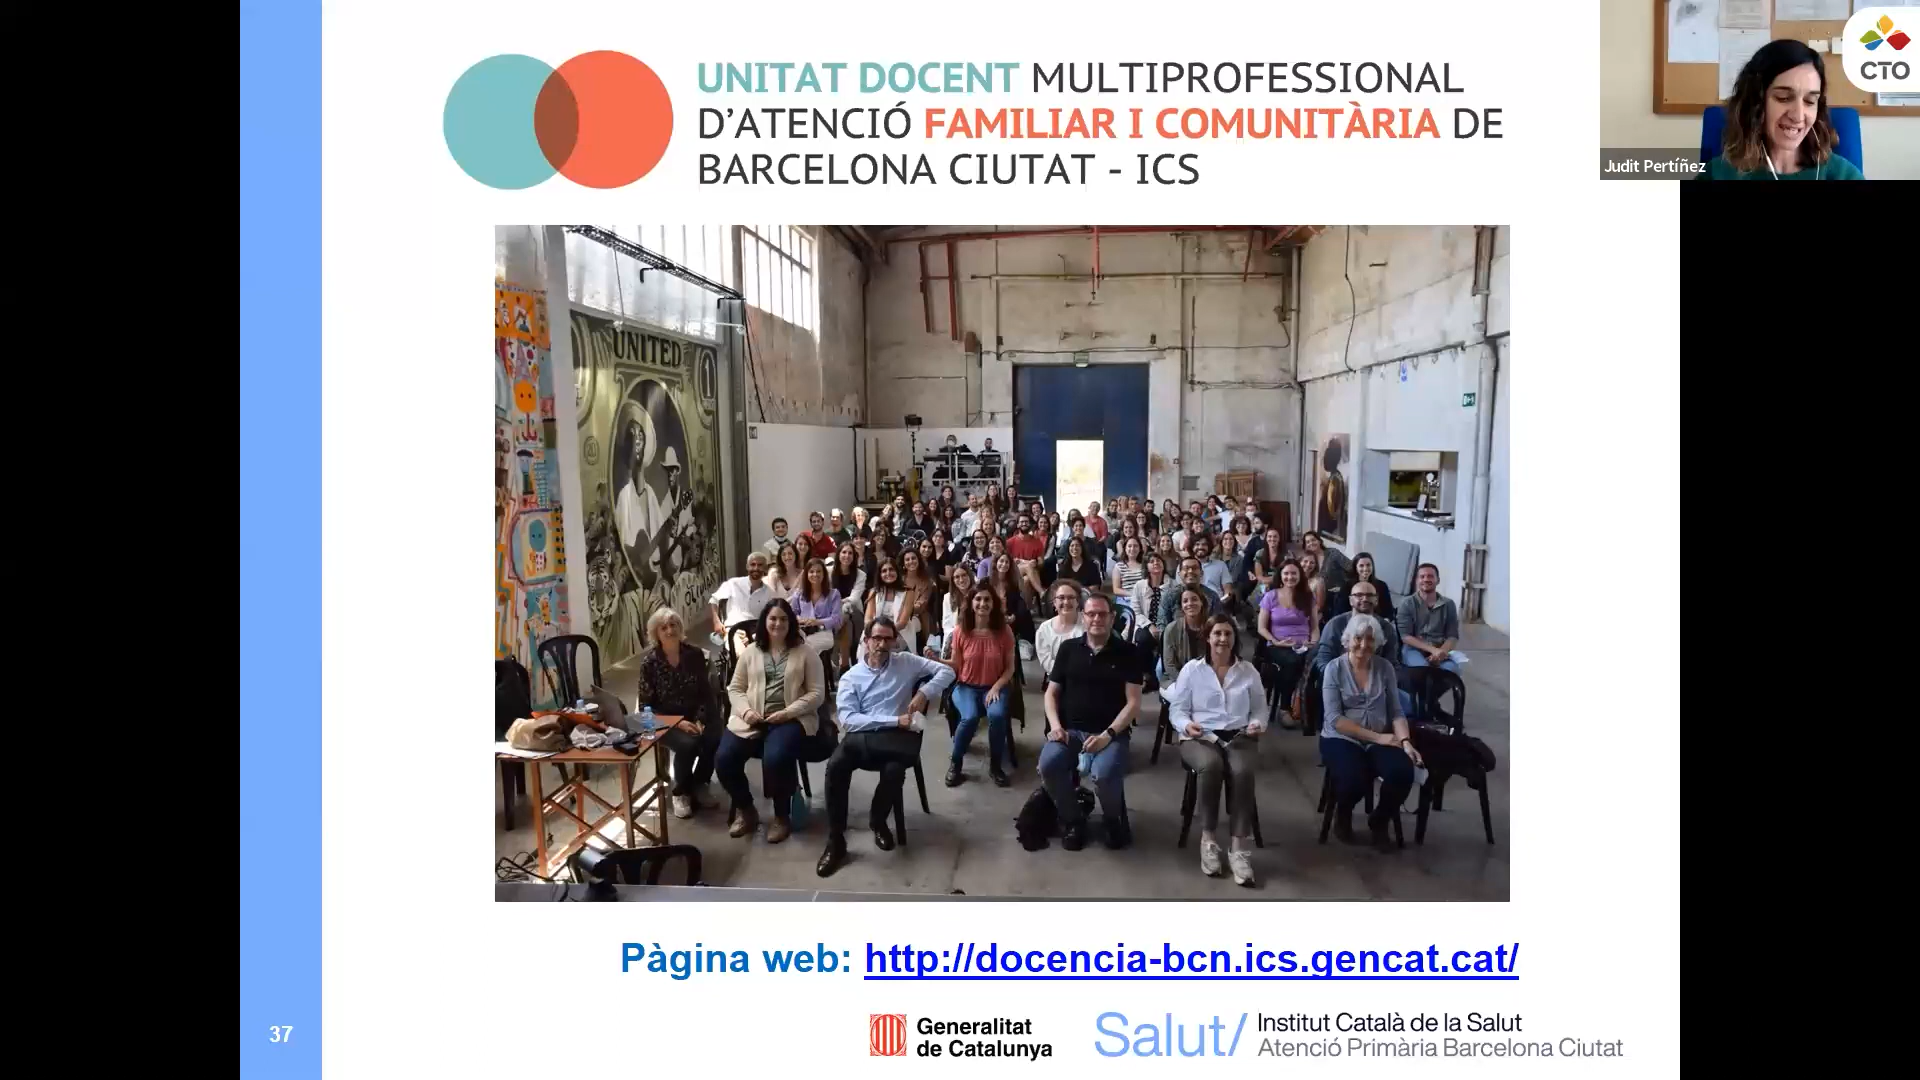 UNITAT DOCENT MULTIPROFESSIONAL
D'ATENCIÓ FAMILIAR I COMUNITÀRIA DE
BARCELONA CIUTAT - ICS
CTO
Judit Pertíñez
UNITED
1
Pàgina web: http://docencia-bcn.ics.gencat.cat/
37
Generalitat
de Catalunya
Salut/
Institut Català de la Salut
Atenció Primària Barcelona Ciutat